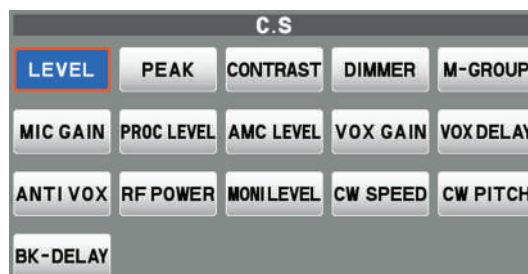 C.S
LEVEL PEAK CONTRAST DIMMER M-GROUP
MIC GAIN PROC LEVEL AMC LEVEL VOX GAIN VOX DELAY
ANTI VOX RF POWER MONI LEVEL CW SPEED CW PITCH
BK-DELAY